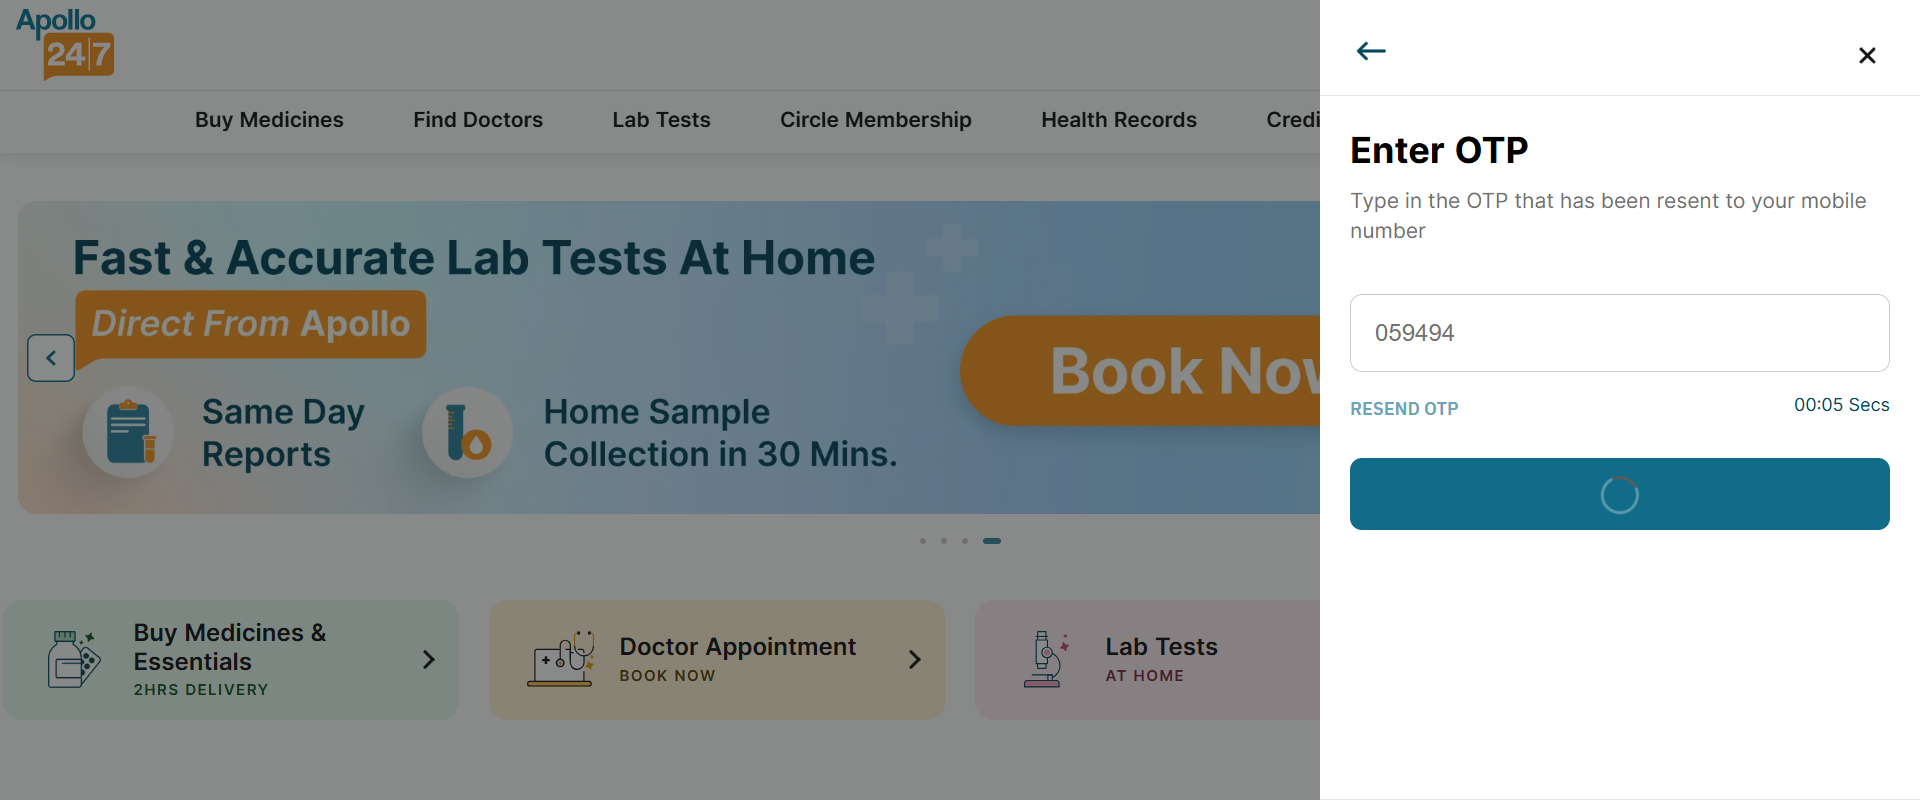 Apollo
24|7
Buy Medicines
Find Doctors
Lab Tests
Circle Membership
Health Records
Credi
Fast & Accurate Lab Tests At Home
Direct From Apollo
Same Day
Reports
Home Sample
Collection in 30 Mins.
Book Now
Buy Medicines &
Essentials
2HRS DELIVERY
Doctor Appointment
BOOK NOW
Lab Tests
AT HOME
Enter OTP
Type in the OTP that has been resent to your mobile
number
059494
RESEND OTP
00:05 Secs